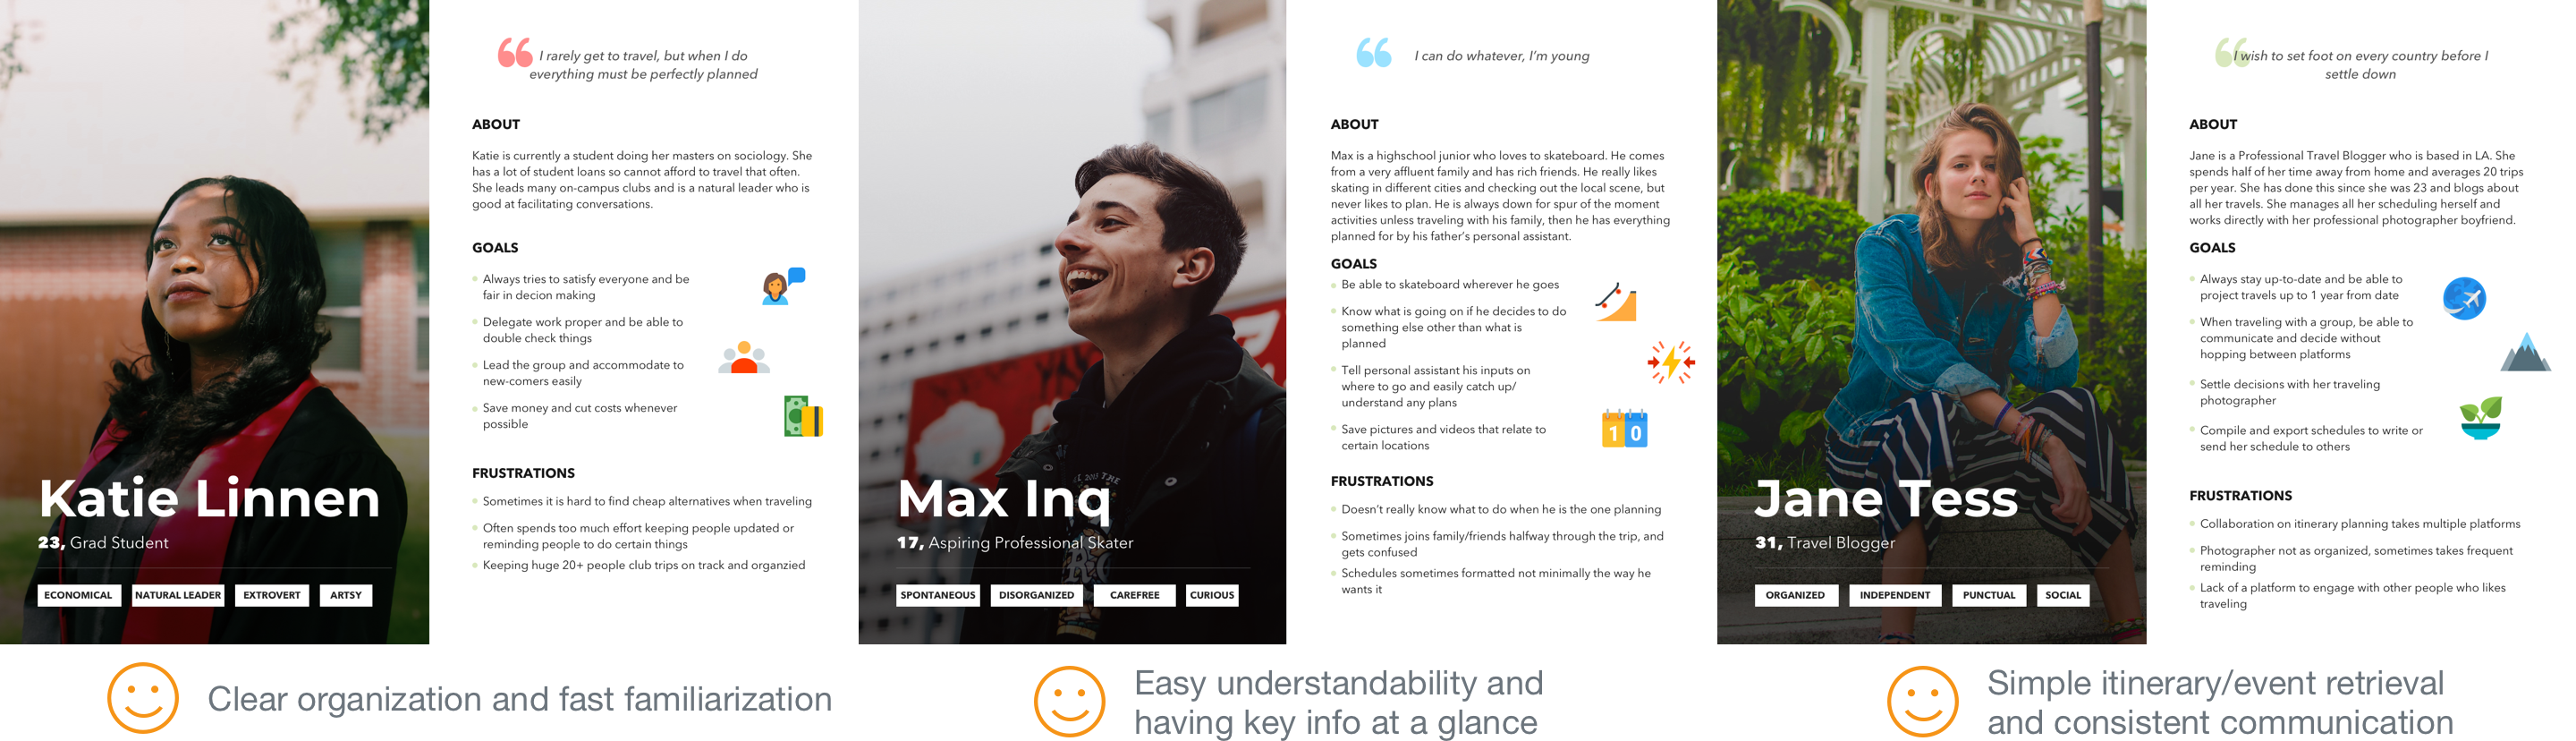 I rarely get to travel, but when I do
everything must be perfectly planned
ABOUT
Katie is currently a student doing her masters on sociology. She
has a lot of student loans so cannot afford to travel that often.
She leads many on-campus clubs and is a natural leader who is
good at facilitating conversations.
GOALS
Always tries to satisfy everyone and be
fair in decion making
Delegate work proper and be able to
double check things
Lead the group and accommodate to
new-comers easily
Save money and cut costs whenever
possible
FRUSTRATIONS
Sometimes it is hard to find cheap alternatives when traveling
Often spends too much effort keeping people updated or
reminding people to do certain things
Keeping huge 20+ people club trips on track and organzied
Katie Linnen
23, Grad Student
ECONOMICAL
NATURAL LEADER
EXTROVERT
ARTSY
Clear organization and fast familiarization
I can do whatever, I'm young
ABOUT
Max is a highschool junior who loves to skateboard. He comes
from a very affluent family and has rich friends. He really likes
skating in different cities and checking out the local scene, but
never likes to plan. He is always down for spur of the moment
activities unless traveling with his family, then he has everything
planned for by his father's personal assistant.
GOALS
Be able to skateboard wherever he goes
Know what is going on if he decides to do
something else other than what is
planned
Tell personal assistant his inputs on
where to go and easily catch up/
understand any plans
Save pictures and videos that relate to
certain locations
1 0
FRUSTRATIONS
Doesn't really know what to do when he is the one planning
Sometimes joins family/friends halfway through the trip, and
gets confused
Schedules sometimes formatted not minimally the way he
wants it
Max Inq
17, Aspiring Professional Skater
SPONTANEOUS
DISORGANIZED
CAREFREE
CURIOUS
Easy understandability and
having key info at a glance
I wish to set foot on every country before I
settle down
ABOUT
Jane is a Professional Travel Blogger who is based in LA. She
spends half of her time away from home and averages 20 trips
per year. She has done this since she was 23 and blogs about
all her travels. She manages all her scheduling herself and
works directly with her professional photographer boyfriend.
GOALS
Always stay up-to-date and be able to
project travels up to 1 year from date
When traveling with a group, be able to
communicate and decide without
hopping between platforms
Settle decisions with her traveling
photographer
Compile and export schedules to write or
send her schedule to others
FRUSTRATIONS
Collaboration on itinerary planning takes multiple platforms
Photographer not as organized, sometimes takes frequent
reminding
Lack of a platform to engage with other people who likes
traveling
Jane Tess
31, Travel Blogger
ORGANIZED
INDEPENDENT
PUNCTUAL
SOCIAL
Simple itinerary/event retrieval
and consistent communication